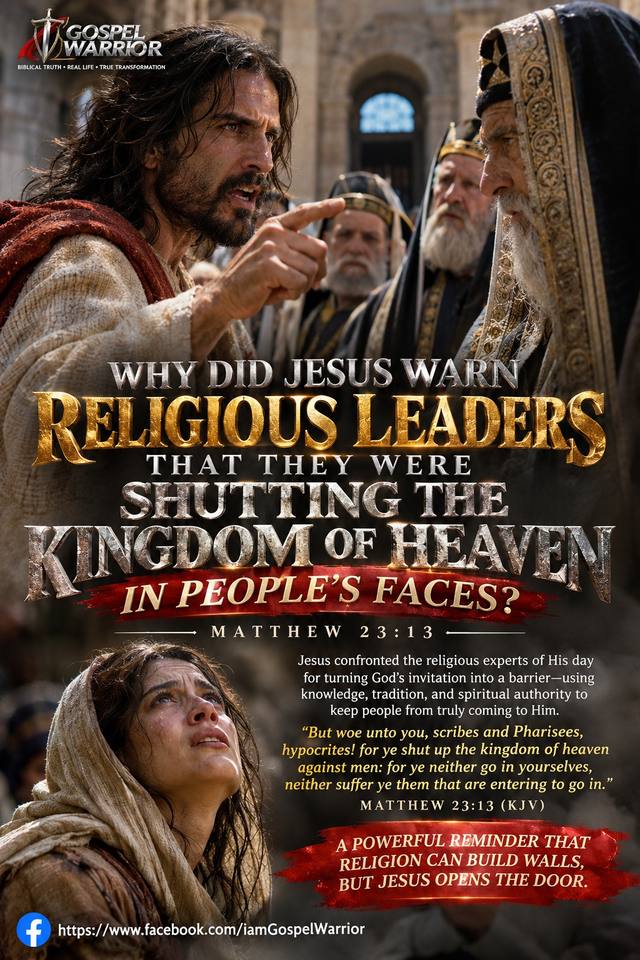 GOSPEL
WARRIOR
BIBLICAL TRUTH • REAL LIFE • TRUE TRANSFORMATION
WHY DID JESUS WARN
RELIGIOUS LEADERS
THAT THEY WERE
SHUTTING THE
KINGDOM OF HEAVEN
IN PEOPLE'S FACES?
MATTHEW 23:13
Jesus confronted the religious experts of His day
for turning God's invitation into a barrier—using
knowledge, tradition, and spiritual authority to
keep people from truly coming to Him.
"But woe unto you, scribes and Pharisees,
hypocrites! for ye shut up the kingdom of heaven
against men: for ye neither go in yourselves,
neither suffer ye them that are entering to go in."
MATTHEW 23:13 (KJV)
A POWERFUL REMINDER THAT
RELIGION CAN BUILD WALLS,
BUT JESUS OPENS THE DOOR.
f https://www.facebook.com/iamGospelWarrior